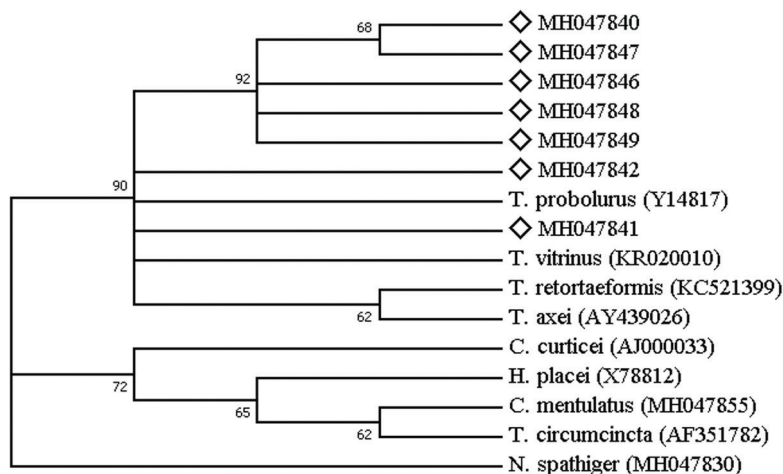 68
MH047840
MH047847
92
MH047846
MH047848
MH047849
MH047842
90
T. probolurus (Y14817)
MH047841
T. vitrinus (KR020010)
T. retortaeformis (KC521399)
62
T. axei (AY439026)
C. curticei (AJ000033)
72
H. placei (X78812)
65
C. mentulatus (MH047855)
62
T. circumcincta (AF351782)
N. spathiger (MH047830)